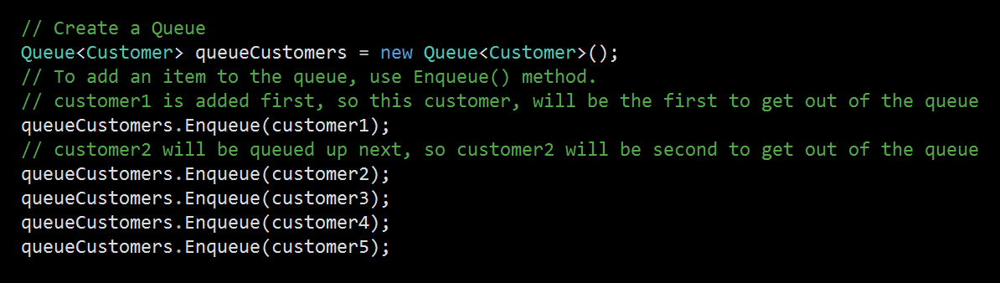 // Create a Queue
Queue<Customer> queueCustomers = new Queue<Customer>();
// To add an item to the queue, use Enqueue() method.
// customer1 is added first, so this customer, will be the first to get out of the queue
queueCustomers.Enqueue(customer1);
// customer2 will be queued up next, so customer2 will be second to get out of the queue
queueCustomers.Enqueue(customer2);
queueCustomers.Enqueue(customer3);
queueCustomers.Enqueue(customer4);
queueCustomers.Enqueue(customer5);